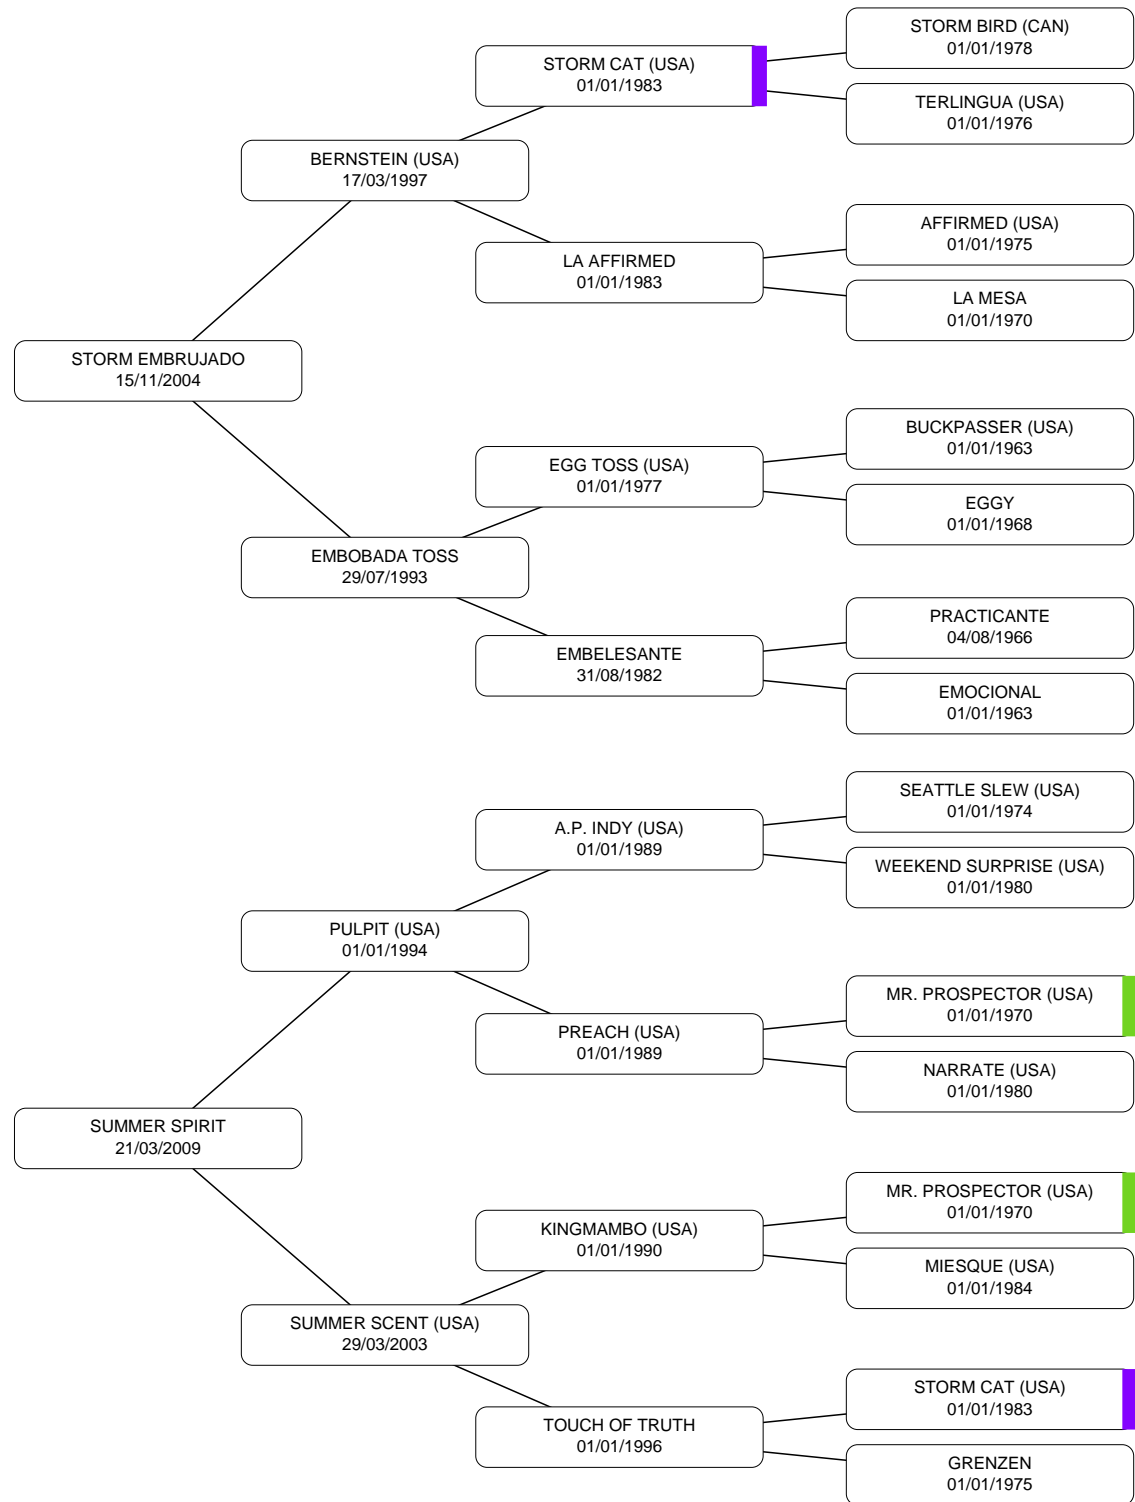 STORM BIRD (CAN)
01/01/1978
STORM CAT (USA)
01/01/1983
TERLINGUA (USA)
01/01/1976
BERNSTEIN (USA)
17/03/1997
AFFIRMED (USA)
01/01/1975
LA AFFIRMED
01/01/1983
LA MESA
01/01/1970
STORM EMBRUJADO
15/11/2004
BUCKPASSER (USA)
01/01/1963
EGG TOSS (USA)
01/01/1977
EGGY
01/01/1968
EMBOBADA TOSS
29/07/1993
PRACTICANTE
04/08/1966
EMBELESANTE
31/08/1982
EMOCIONAL
01/01/1963
SEATTLE SLEW (USA)
01/01/1974
A.P. INDY (USA)
01/01/1989
WEEKEND SURPRISE (USA)
01/01/1980
PULPIT (USA)
01/01/1994
MR. PROSPECTOR (USA)
01/01/1970
PREACH (USA)
01/01/1989
NARRATE (USA)
01/01/1980
SUMMER SPIRIT
21/03/2009
MR. PROSPECTOR (USA)
01/01/1970
KINGMAMBO (USA)
01/01/1990
MIESQUE (USA)
01/01/1984
SUMMER SCENT (USA)
29/03/2003
STORM CAT (USA)
01/01/1983
TOUCH OF TRUTH
01/01/1996
GRENZEN
01/01/1975